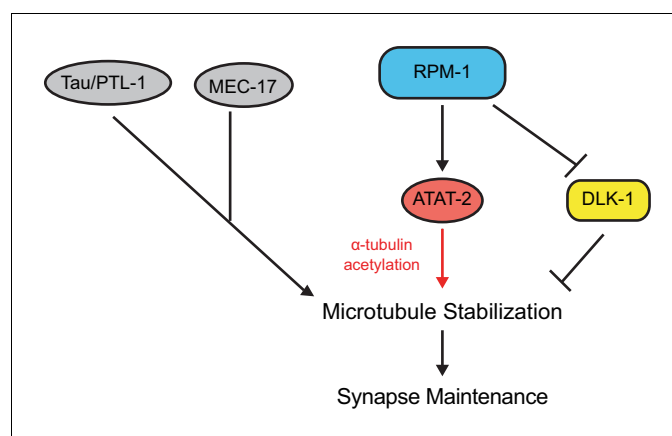 Tau/PTL-1
MEC-17
RPM-1
ATAT-2
DLK-1
α-tubulin
acetylation
Microtubule Stabilization
Synapse Maintenance